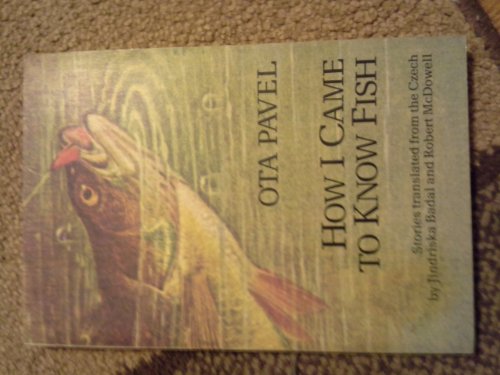 OTA PAVEL
HOW I CAME
TO KNOW FISH
Stories translated from the Czech
by Jindriska Badal and Robert McDowell